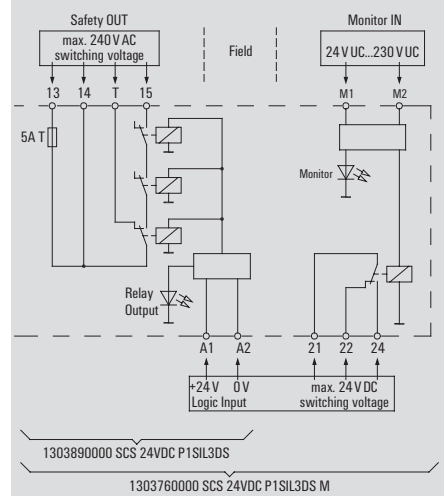 Safety OUT
Monitor IN
max. 240 V AC
switching voltage
Field
24 V UC...230 V UC
13 14 T 15
M1 M2
5A T
Monitor
Relay
Output
A1 A2 21 22 24
+24 V 0 V
Logic Input
max. 24 V DC
switching voltage
1303890000 SCS 24VDC P1SIL3DS
1303760000 SCS 24VDC P1SIL3DS M